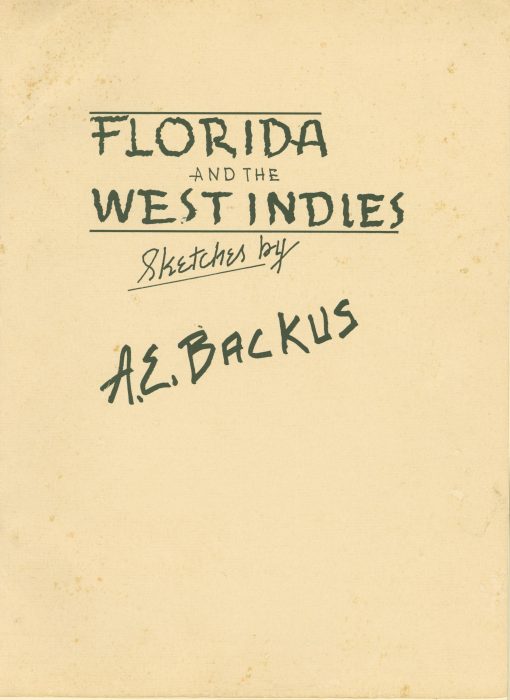 FLORIDA
AND THE
WEST INDIES
Sketches by
A.E. BACKUS